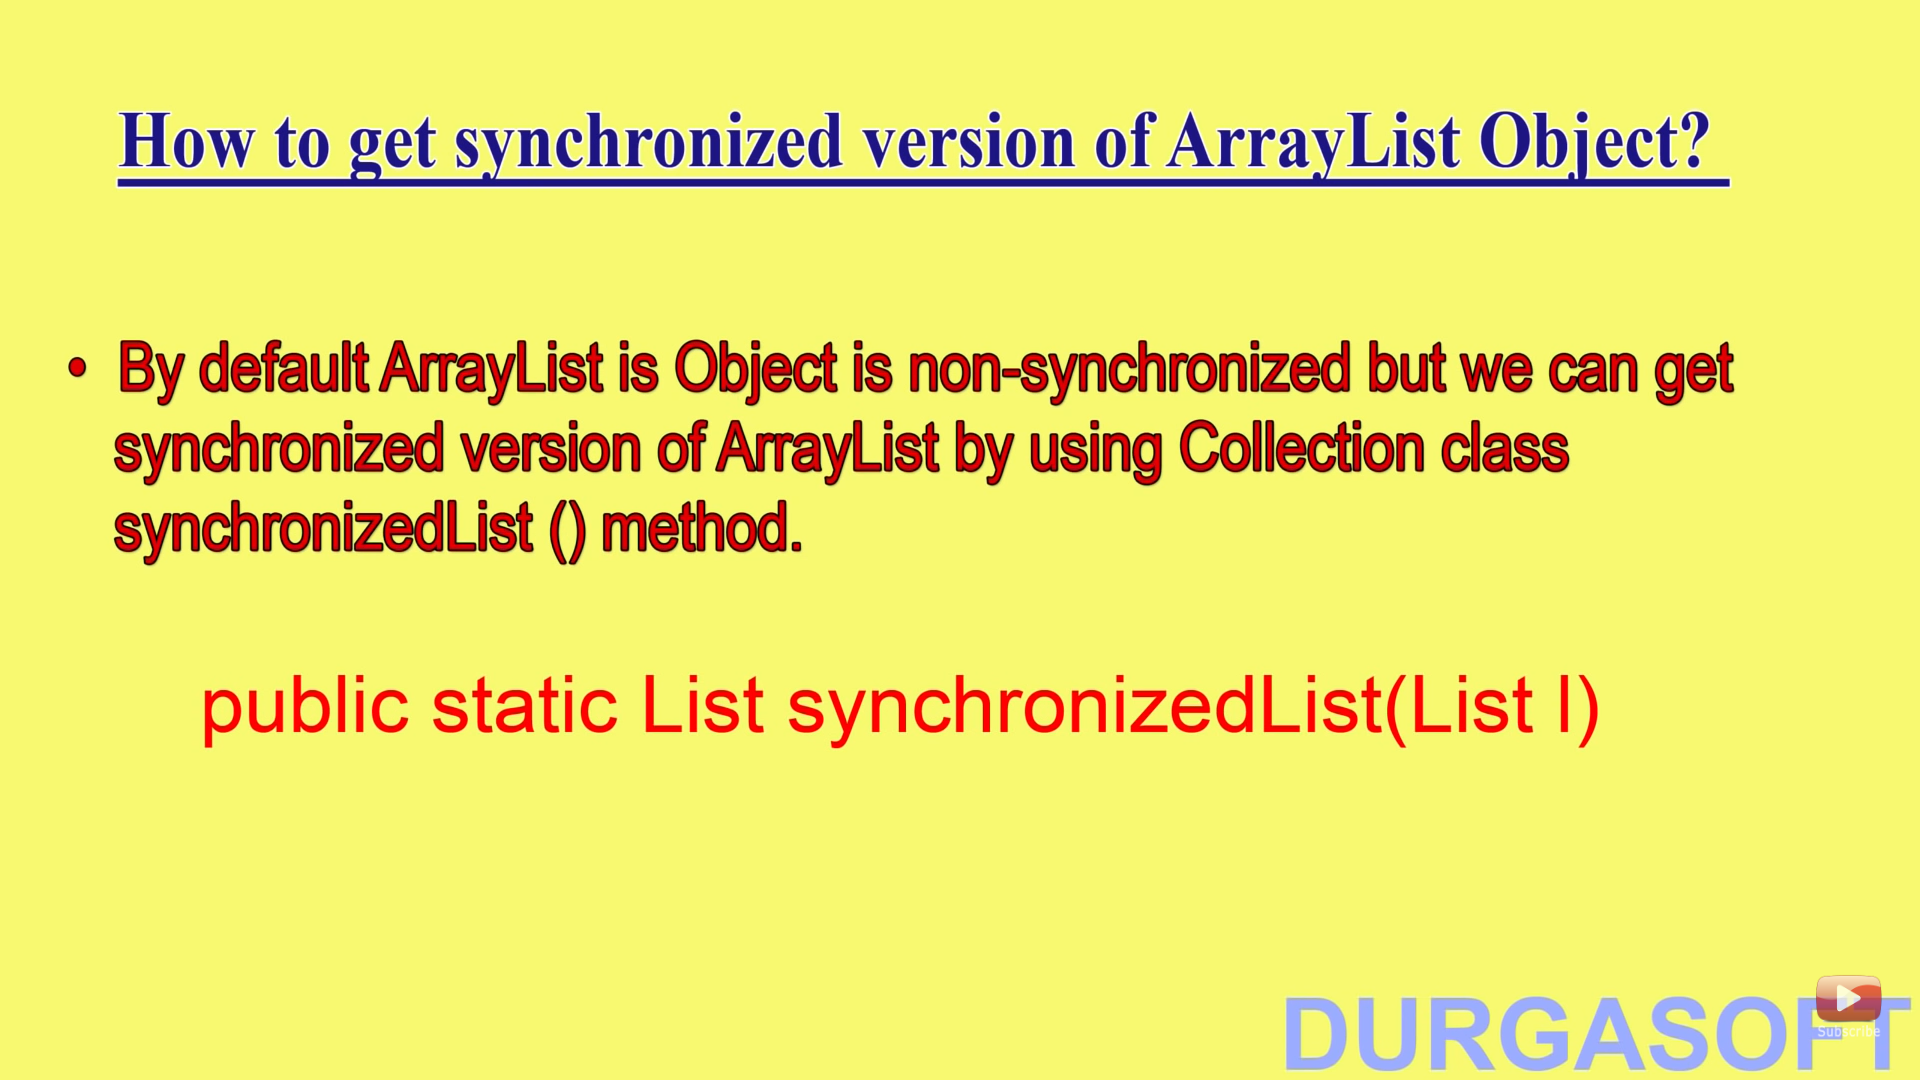 How to get synchronized version of ArrayList Object?
• By default ArrayList is Object is non-synchronized but we can get
synchronized version of ArrayList by using Collection class
synchronizedList () method.
public static List synchronizedList(List l)
DURGASOFT
Subscribe